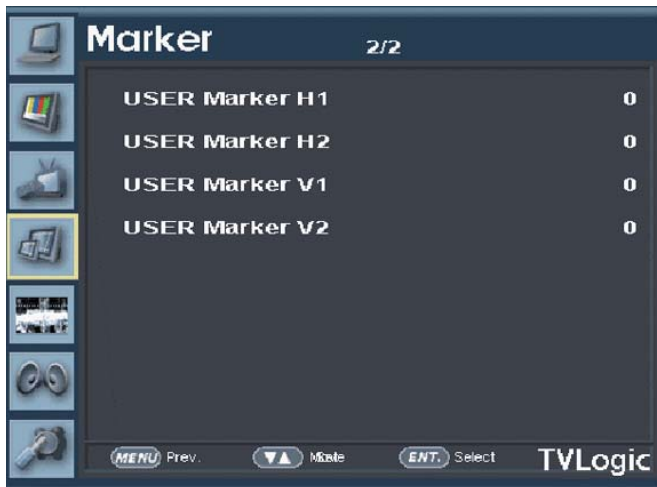 Marker 2/2
USER Marker H1 0
USER Marker H2 0
USER Marker V1 0
USER Marker V2 0
MENU Prev. ▼▲ ENT. Select TVLogic